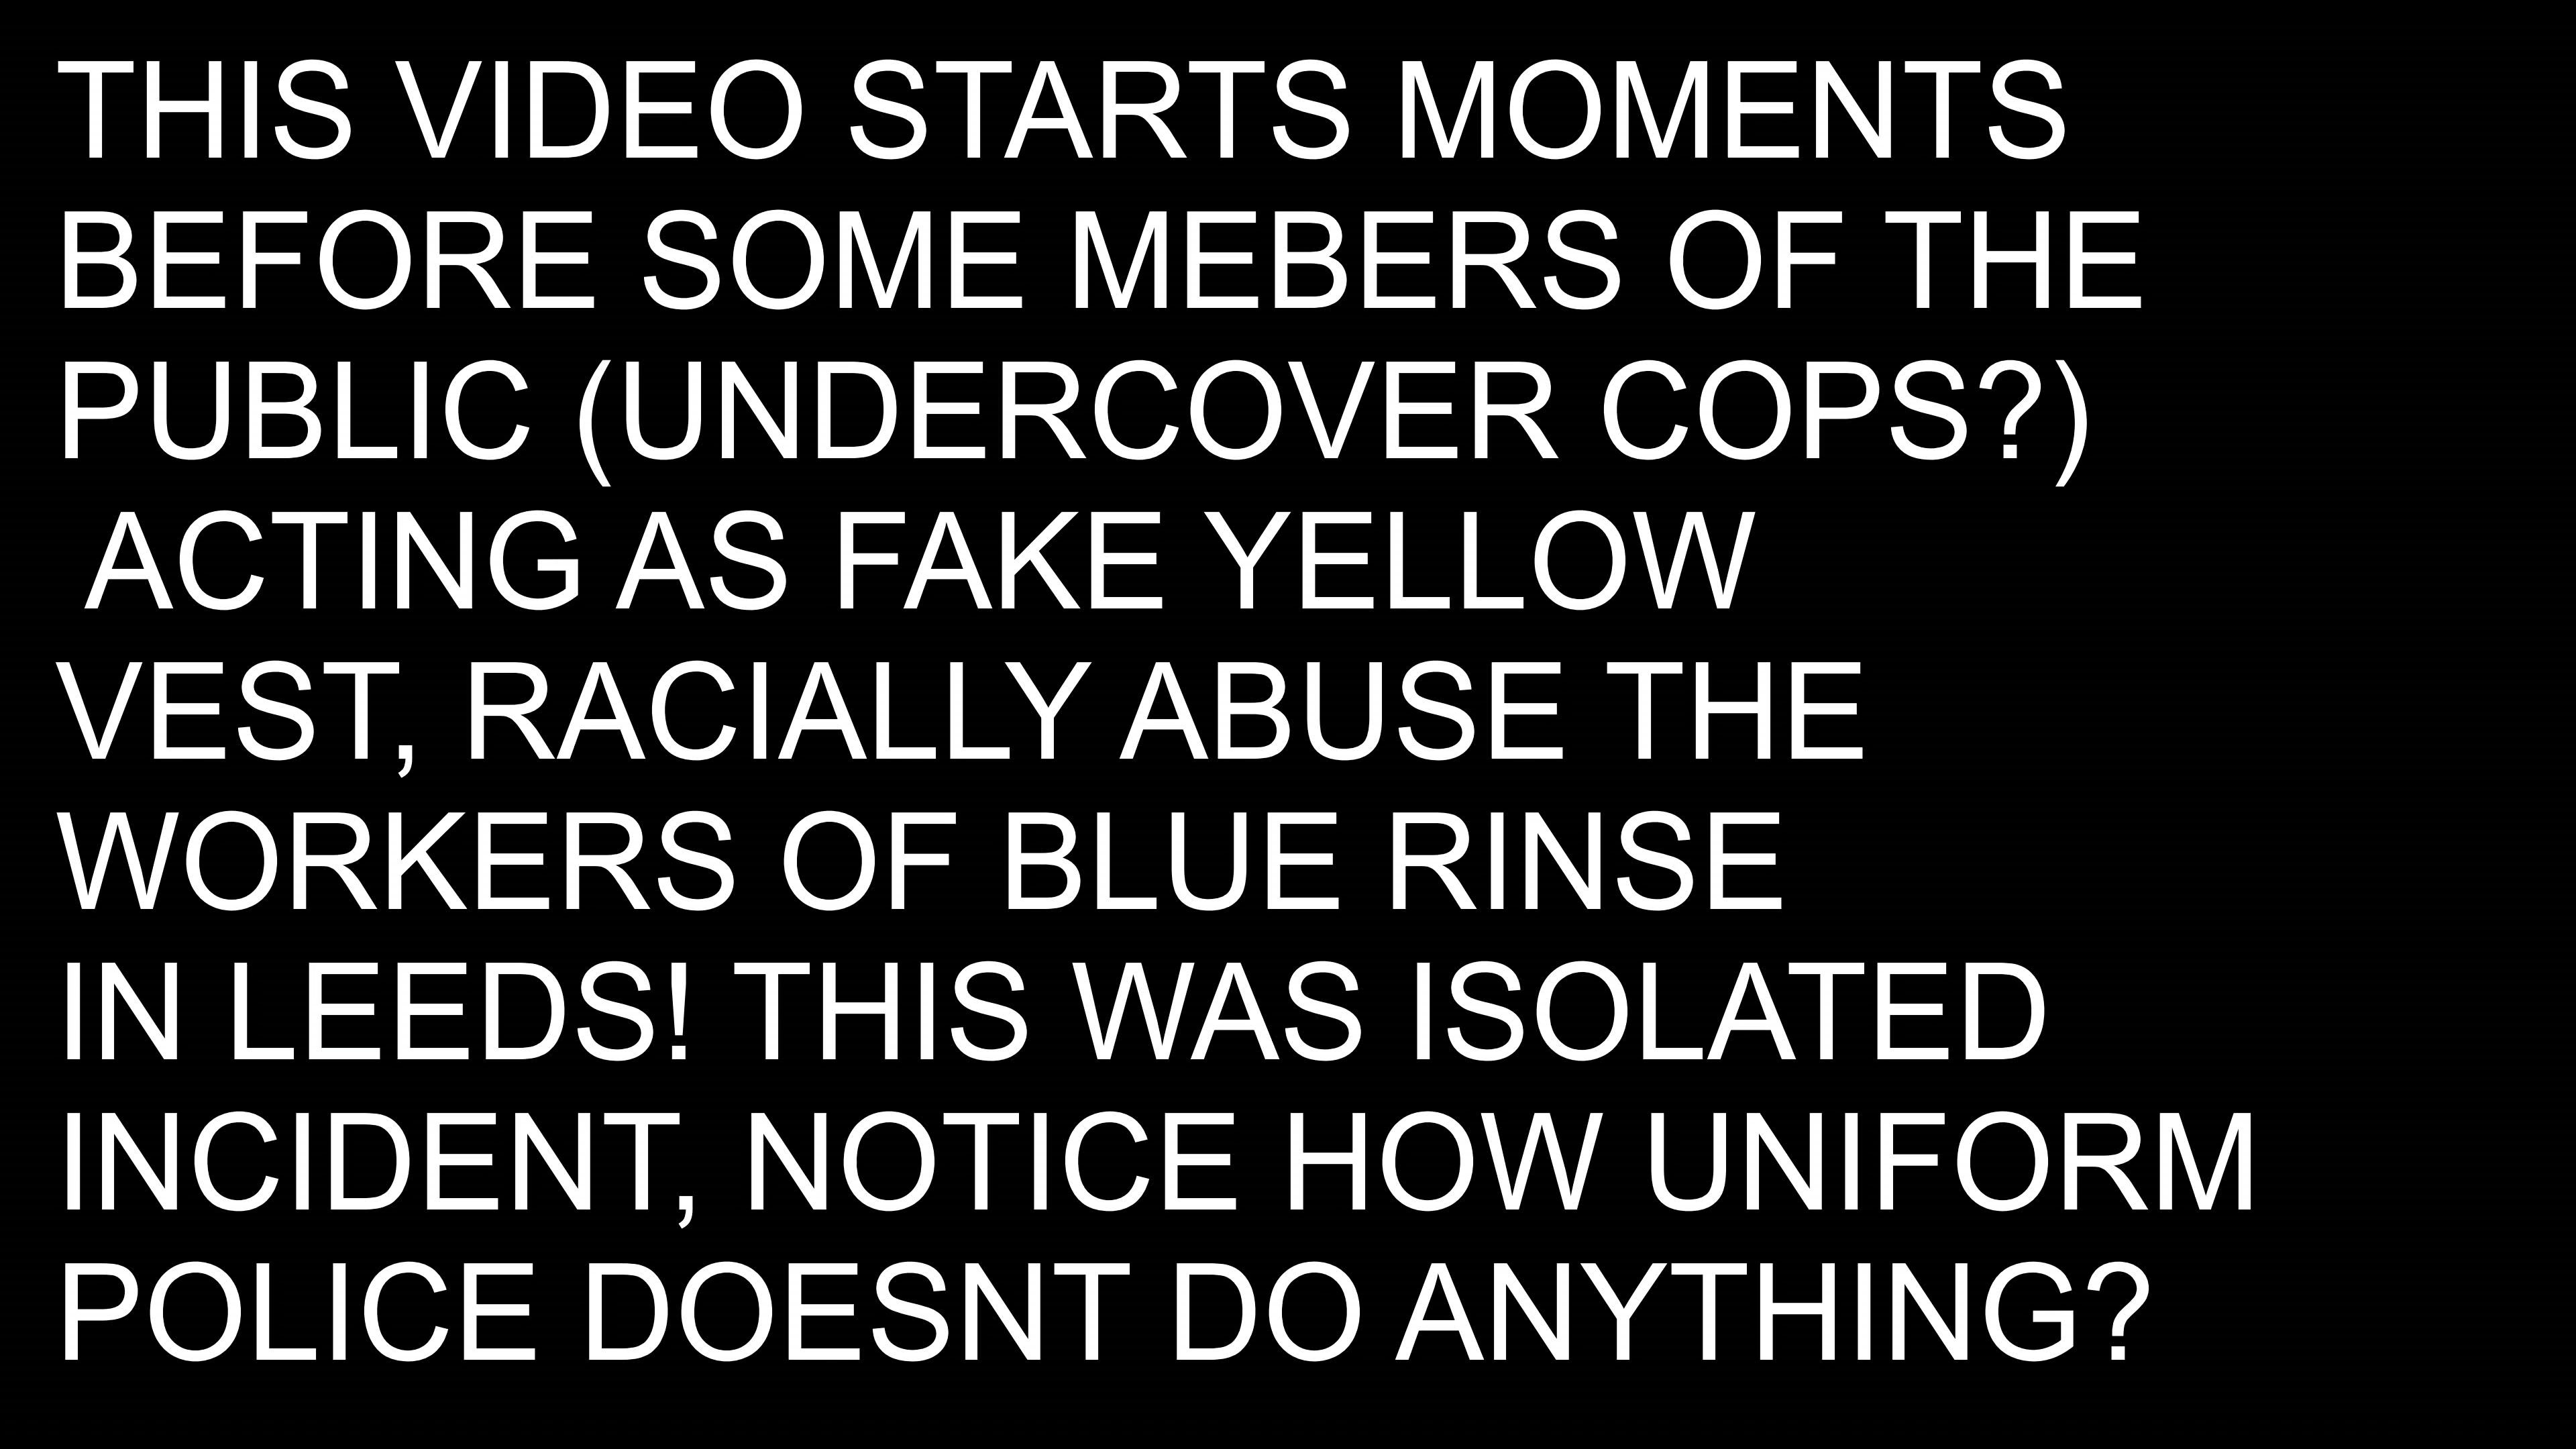 THIS VIDEO STARTS MOMENTS
BEFORE SOME MEBERS OF THE
PUBLIC (UNDERCOVER COPS?)
ACTING AS FAKE YELLOW
VEST, RACIALLY ABUSE THE
WORKERS OF BLUE RINSE
IN LEEDS! THIS WAS ISOLATED
INCIDENT, NOTICE HOW UNIFORM
POLICE DOESNT DO ANYTHING?